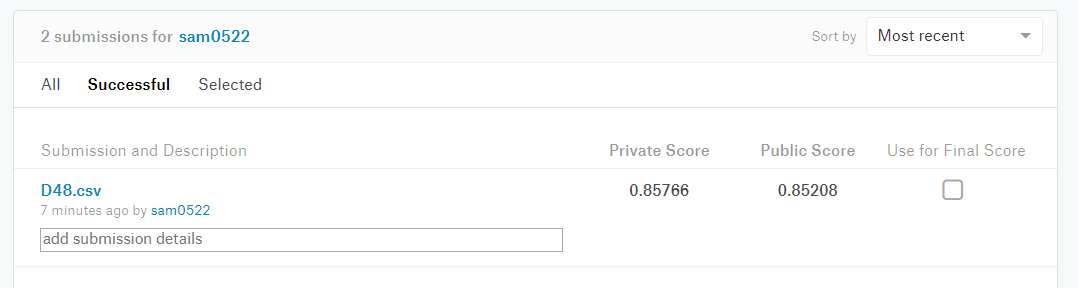 2 submissions for sam0522 Sort by Most recent
All Successful Selected
Submission and Description Private Score Public Score Use for Final Score
D48.csv 0.85766 0.85208
7 minutes ago by sam0522
add submission details